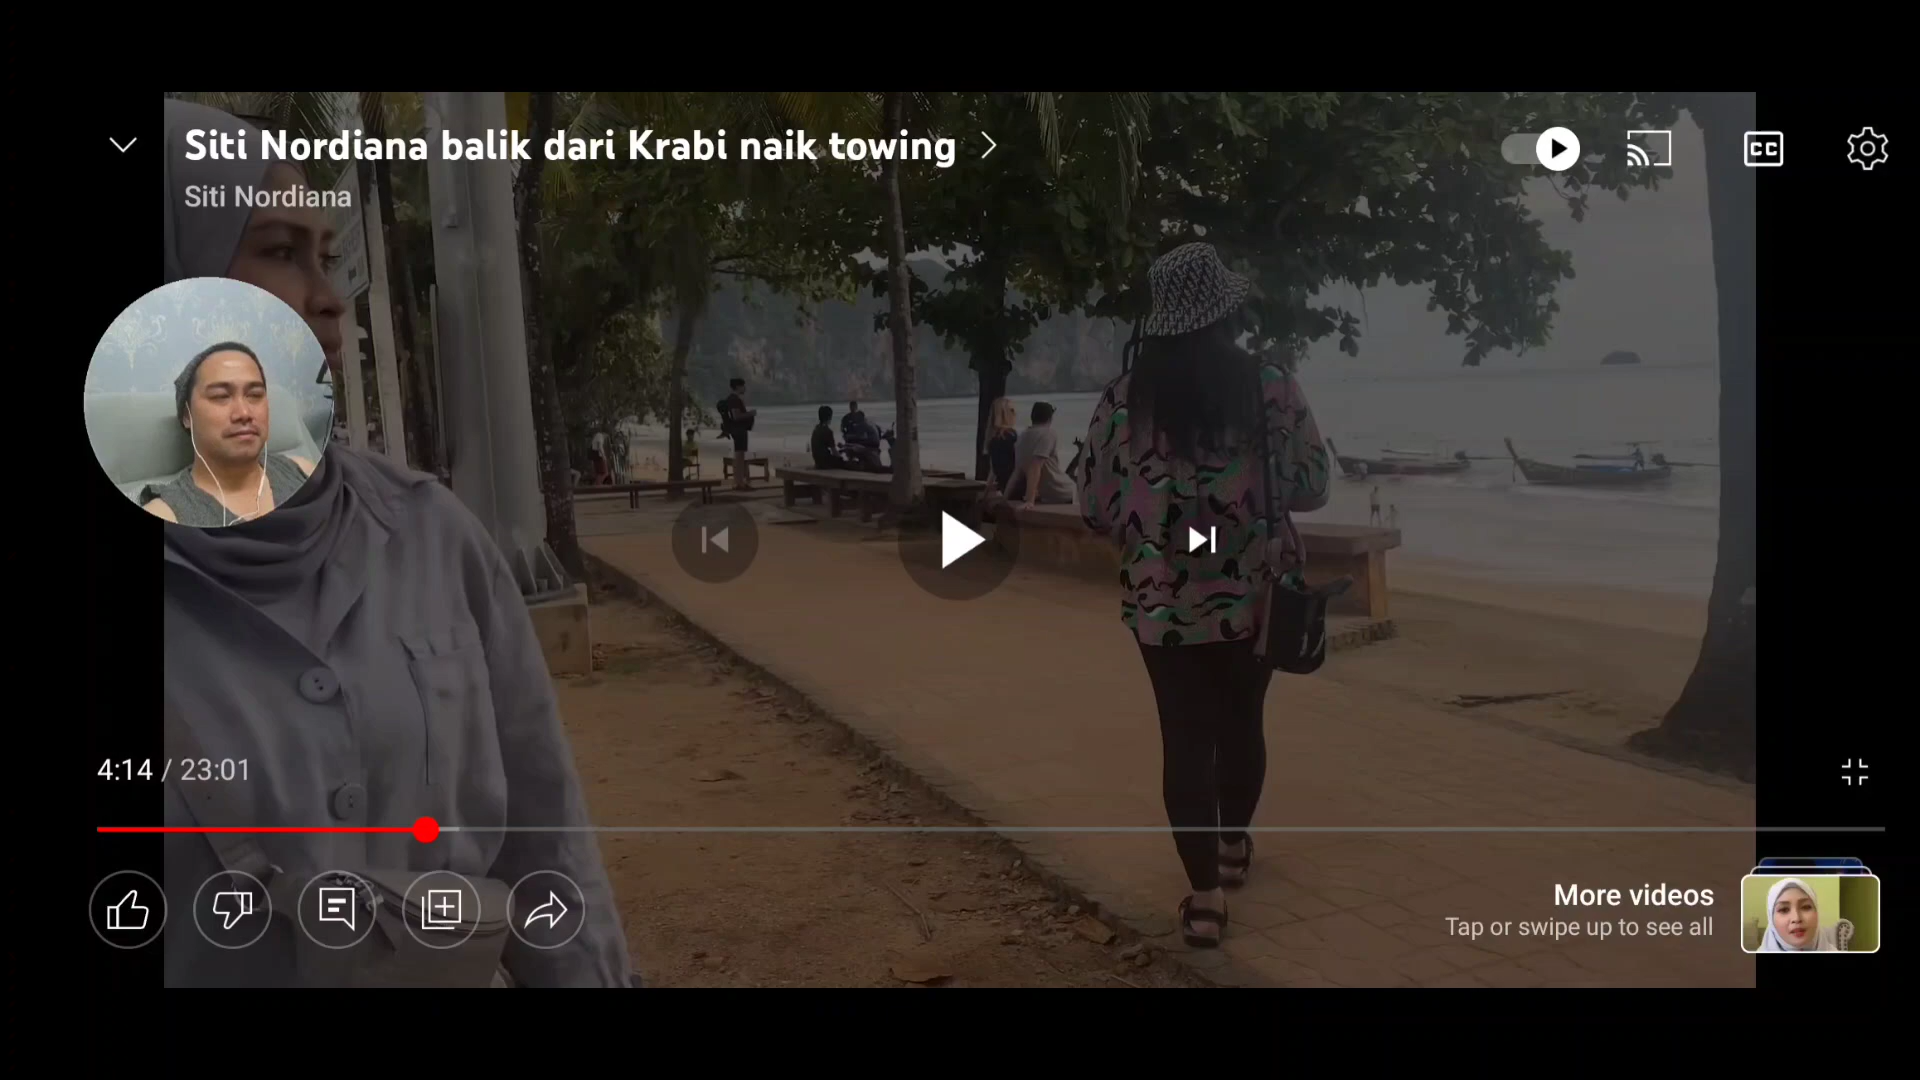 Siti Nordiana balik dari Krabi naik towing
Siti Nordiana
CC
4:14 / 23:01
More videos
Tap or swipe up to see all